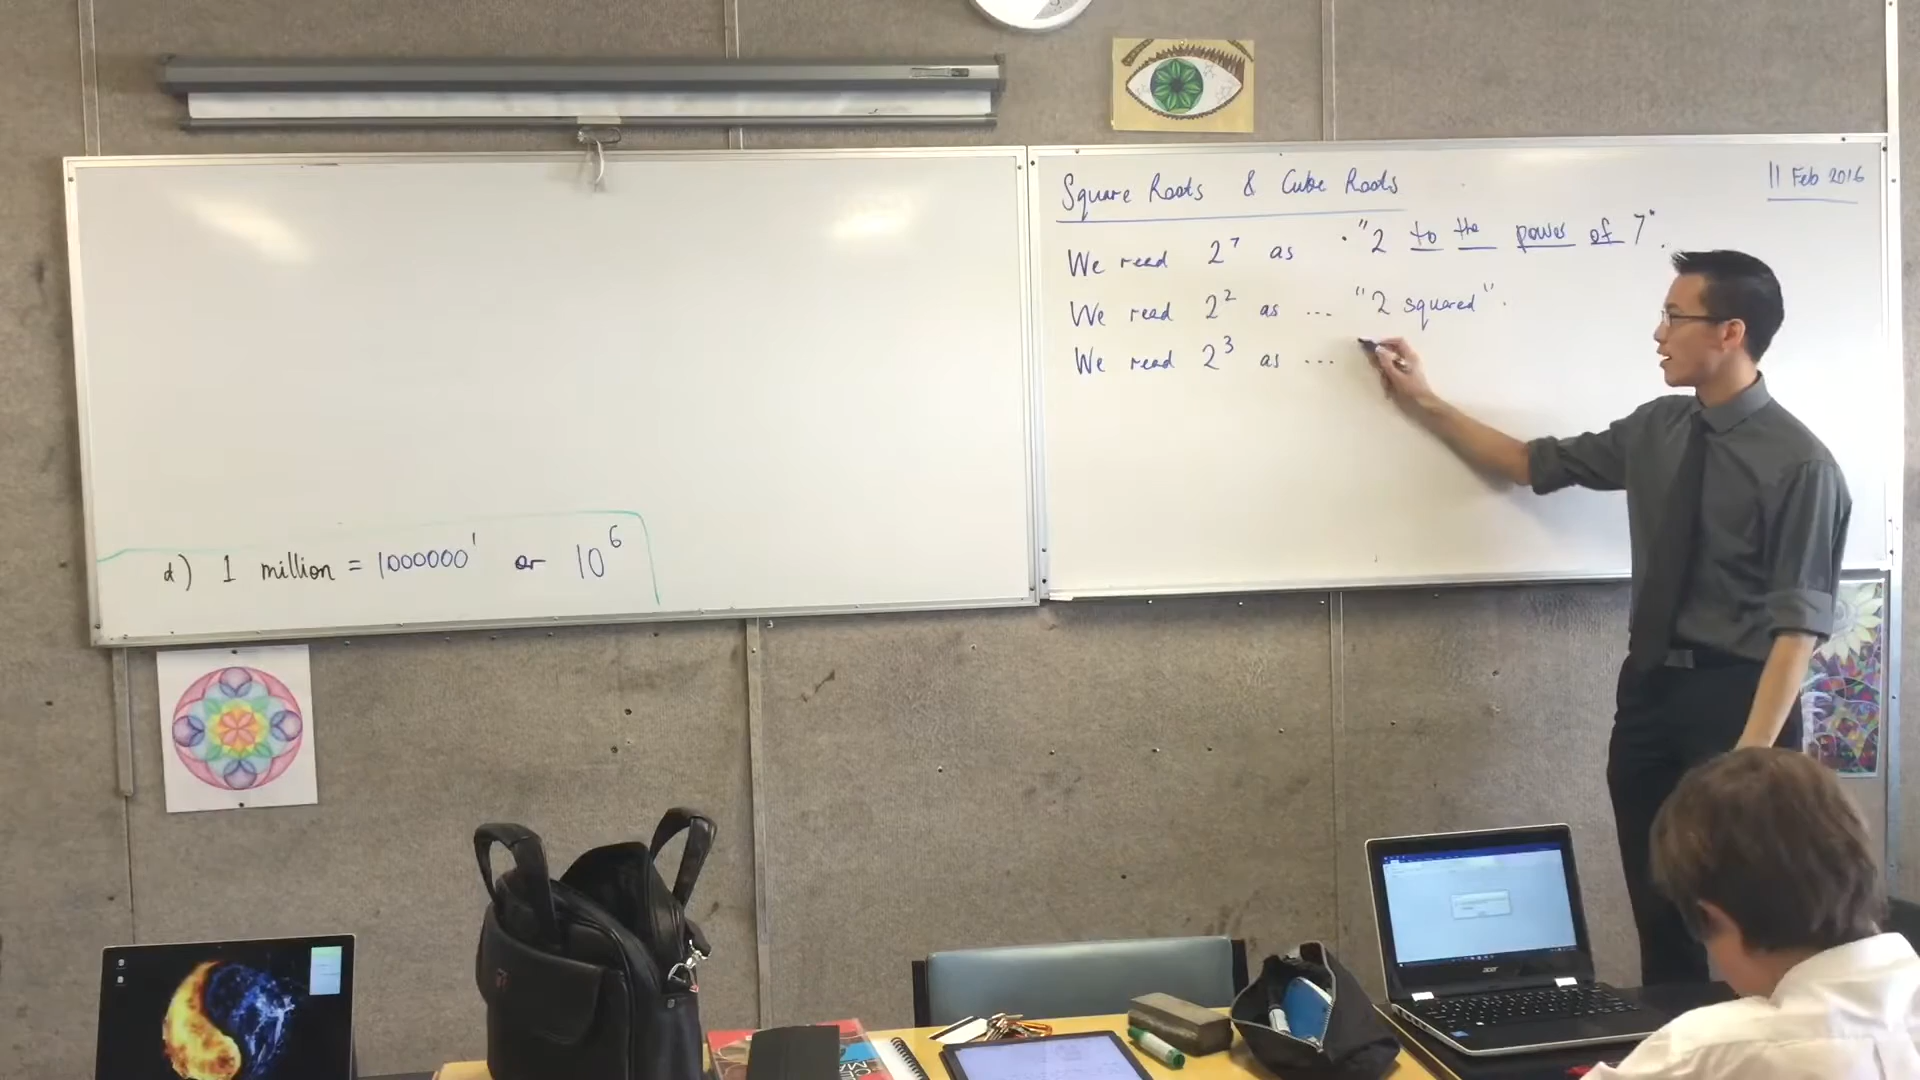 Square Roots & Cube Roots
11 Feb 2016
We read 2⁷ as "2 to the power of 7".
We read 2² as ... "2 squared".
We read 2³ as ...
d) 1 million = 1000000¹ or 10⁶
acer